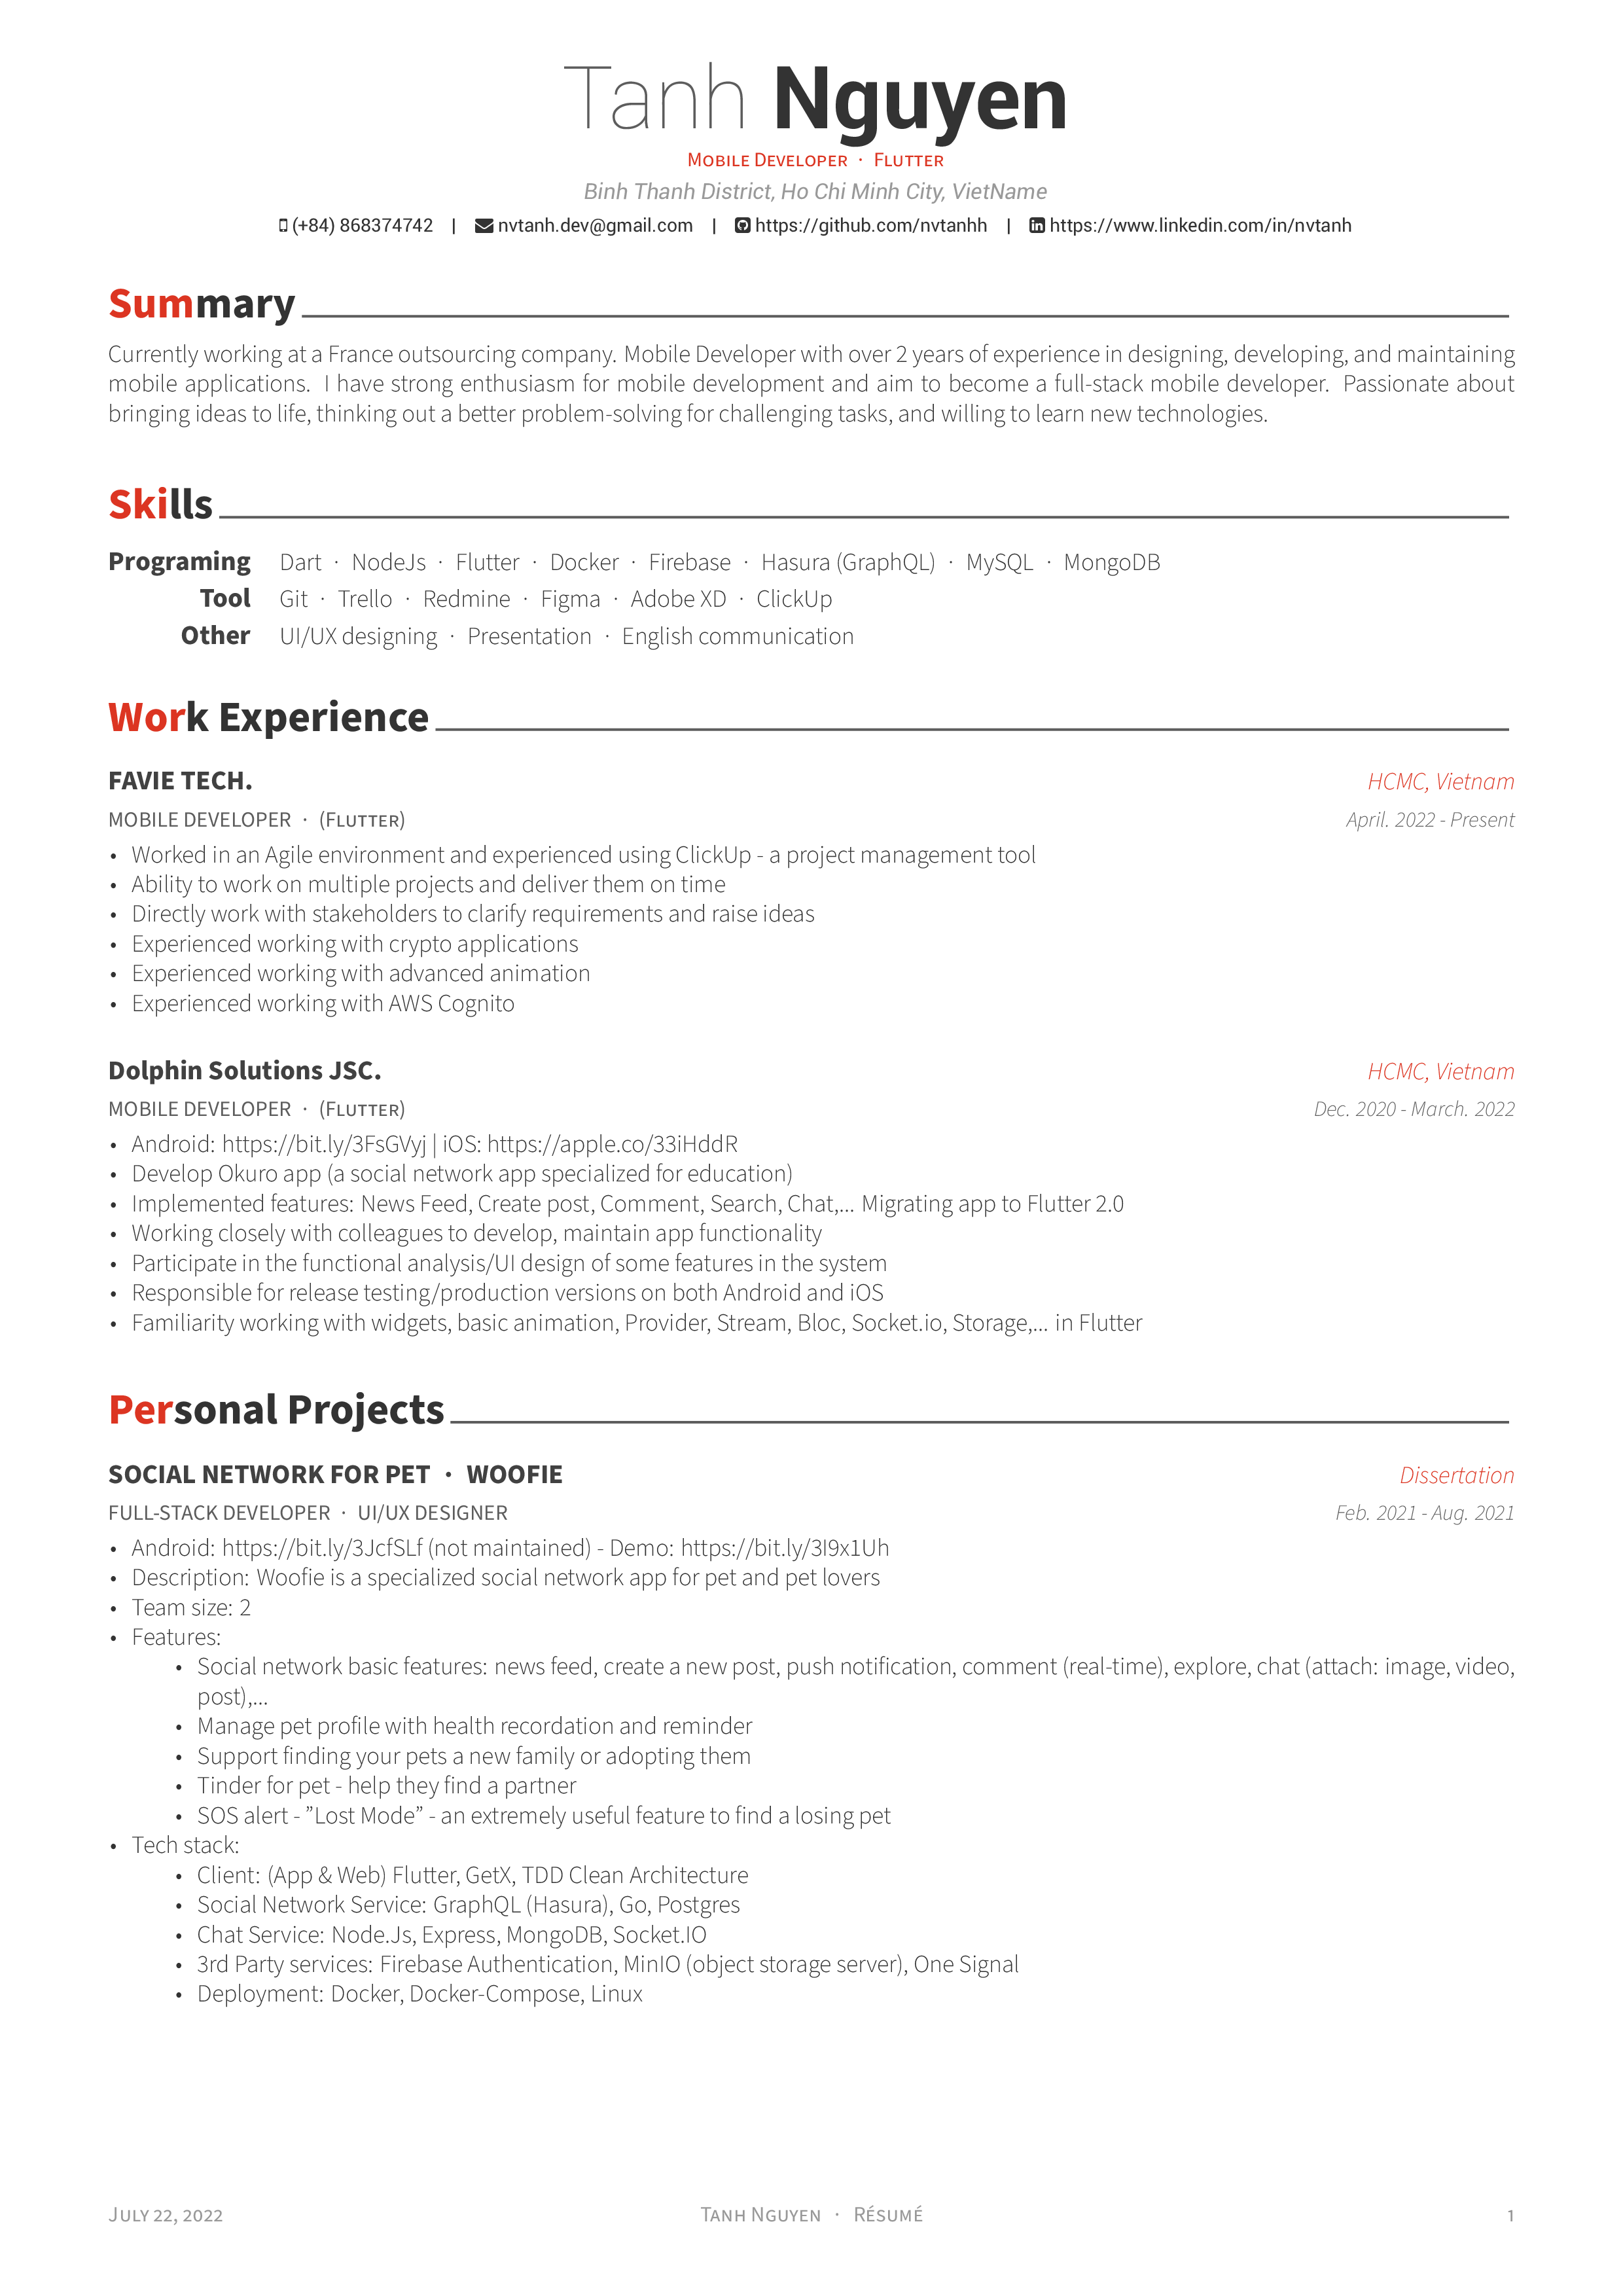 Tanh Nguyen
Mobile Developer · Flutter
Binh Thanh District, Ho Chi Minh City, VietName
(+84) 868374742 | nvtanh.dev@gmail.com | https://github.com/nvtanhh | https://www.linkedin.com/in/nvtanh
Summary
Currently working at a France outsourcing company. Mobile Developer with over 2 years of experience in designing, developing, and maintaining
mobile applications. I have strong enthusiasm for mobile development and aim to become a full-stack mobile developer. Passionate about
bringing ideas to life, thinking out a better problem-solving for challenging tasks, and willing to learn new technologies.
Skills
Programing Dart · NodeJs · Flutter · Docker · Firebase · Hasura (GraphQL) · MySQL · MongoDB
Tool Git · Trello · Redmine · Figma · Adobe XD · ClickUp
Other UI/UX designing · Presentation · English communication
Work Experience
FAVIE TECH. HCMC, Vietnam
MOBILE DEVELOPER · (Flutter) April. 2022 - Present
• Worked in an Agile environment and experienced using ClickUp - a project management tool
• Ability to work on multiple projects and deliver them on time
• Directly work with stakeholders to clarify requirements and raise ideas
• Experienced working with crypto applications
• Experienced working with advanced animation
• Experienced working with AWS Cognito
Dolphin Solutions JSC. HCMC, Vietnam
MOBILE DEVELOPER · (Flutter) Dec. 2020 - March. 2022
• Android: https://bit.ly/3FsGVyj | iOS: https://apple.co/33iHddR
• Develop Okuro app (a social network app specialized for education)
• Implemented features: News Feed, Create post, Comment, Search, Chat,... Migrating app to Flutter 2.0
• Working closely with colleagues to develop, maintain app functionality
• Participate in the functional analysis/UI design of some features in the system
• Responsible for release testing/production versions on both Android and iOS
• Familiarity working with widgets, basic animation, Provider, Stream, Bloc, Socket.io, Storage,... in Flutter
Personal Projects
SOCIAL NETWORK FOR PET · WOOFIE Dissertation
FULL-STACK DEVELOPER · UI/UX DESIGNER Feb. 2021 - Aug. 2021
• Android: https://bit.ly/3JcfSLf (not maintained) - Demo: https://bit.ly/3I9x1Uh
• Description: Woofie is a specialized social network app for pet and pet lovers
• Team size: 2
• Features:
• Social network basic features: news feed, create a new post, push notification, comment (real-time), explore, chat (attach: image, video,
post),...
• Manage pet profile with health recordation and reminder
• Support finding your pets a new family or adopting them
• Tinder for pet - help they find a partner
• SOS alert - ”Lost Mode” - an extremely useful feature to find a losing pet
• Tech stack:
• Client: (App & Web) Flutter, GetX, TDD Clean Architecture
• Social Network Service: GraphQL (Hasura), Go, Postgres
• Chat Service: Node.Js, Express, MongoDB, Socket.IO
• 3rd Party services: Firebase Authentication, MinIO (object storage server), One Signal
• Deployment: Docker, Docker-Compose, Linux
July 22, 2022 Tanh Nguyen · Résumé 1